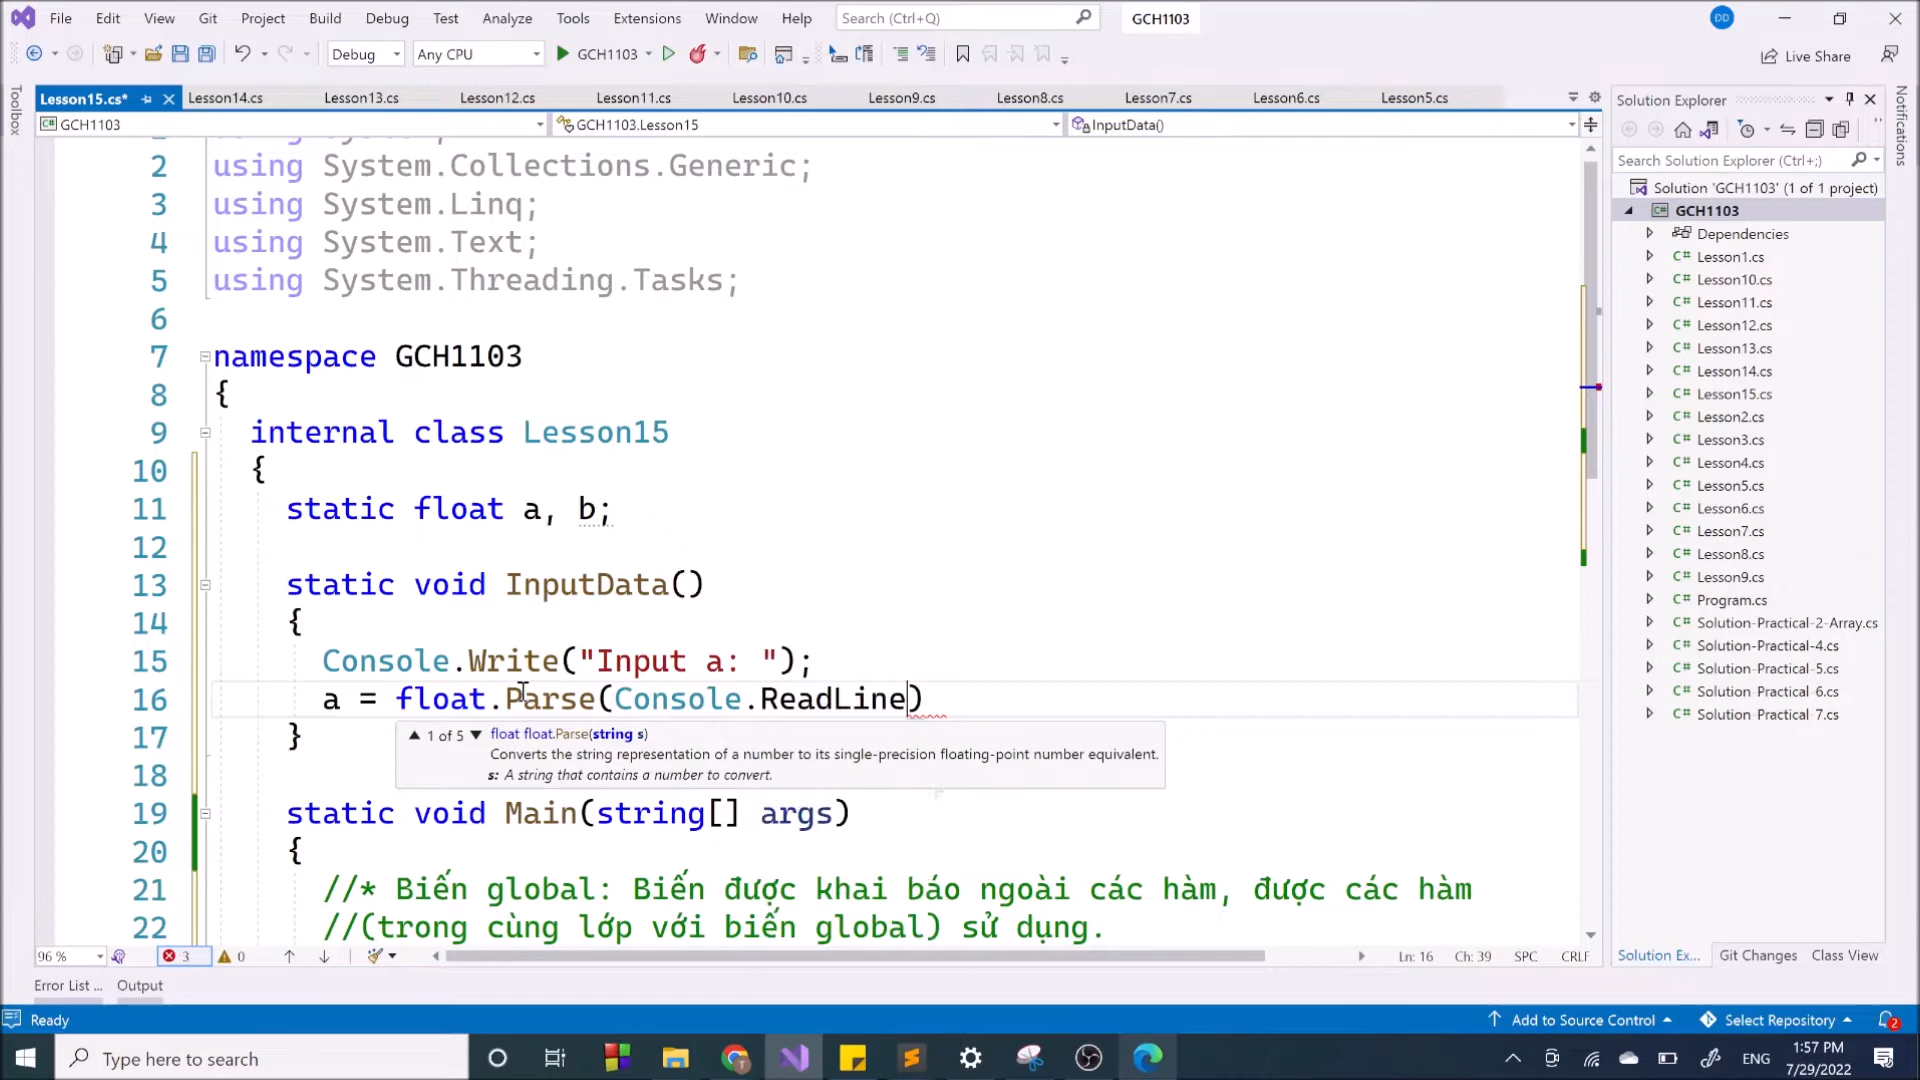 File Edit View Git Project Build Debug Test Analyze Tools Extensions Window Help Search (Ctrl+Q) GCH1103 ĐD
Debug Any CPU GCH1103 Live Share
Toolbox
Lesson15.cs* Lesson14.cs Lesson13.cs Lesson12.cs Lesson11.cs Lesson10.cs Lesson9.cs Lesson8.cs Lesson7.cs Lesson6.cs Lesson5.cs
GCH1103 GCH1103.Lesson15 InputData()
2 using System.Collections.Generic;
3 using System.Linq;
4 using System.Text;
5 using System.Threading.Tasks;
6
7 namespace GCH1103
8 {
9 internal class Lesson15
10 {
11 static float a, b;
12
13 static void InputData()
14 {
15 Console.Write("Input a: ");
16 a = float.Parse(Console.ReadLine)
17 }
1 of 5 float float.Parse(string s)
Converts the string representation of a number to its single-precision floating-point number equivalent.
s: A string that contains a number to convert.
18
19 static void Main(string[] args)
20 {
21 //* Biến global: Biến được khai báo ngoài các hàm, được các hàm
22 //(trong cùng lớp với biến global) sử dụng.
96 % 3 0 Ln: 16 Ch: 39 SPC CRLF
Error List ... Output
Solution Explorer
Notifications
Search Solution Explorer (Ctrl+;)
Solution 'GCH1103' (1 of 1 project)
C# GCH1103
Dependencies
C# Lesson1.cs
C# Lesson10.cs
C# Lesson11.cs
C# Lesson12.cs
C# Lesson13.cs
C# Lesson14.cs
C# Lesson15.cs
C# Lesson2.cs
C# Lesson3.cs
C# Lesson4.cs
C# Lesson5.cs
C# Lesson6.cs
C# Lesson7.cs
C# Lesson8.cs
C# Lesson9.cs
C# Program.cs
C# Solution-Practical-2-Array.cs
C# Solution-Practical-4.cs
C# Solution-Practical-5.cs
C# Solution-Practical-6.cs
C# Solution-Practical-7.cs
Solution Ex... Git Changes Class View
Ready Add to Source Control Select Repository 2
Type here to search ENG 1:57 PM
7/29/2022